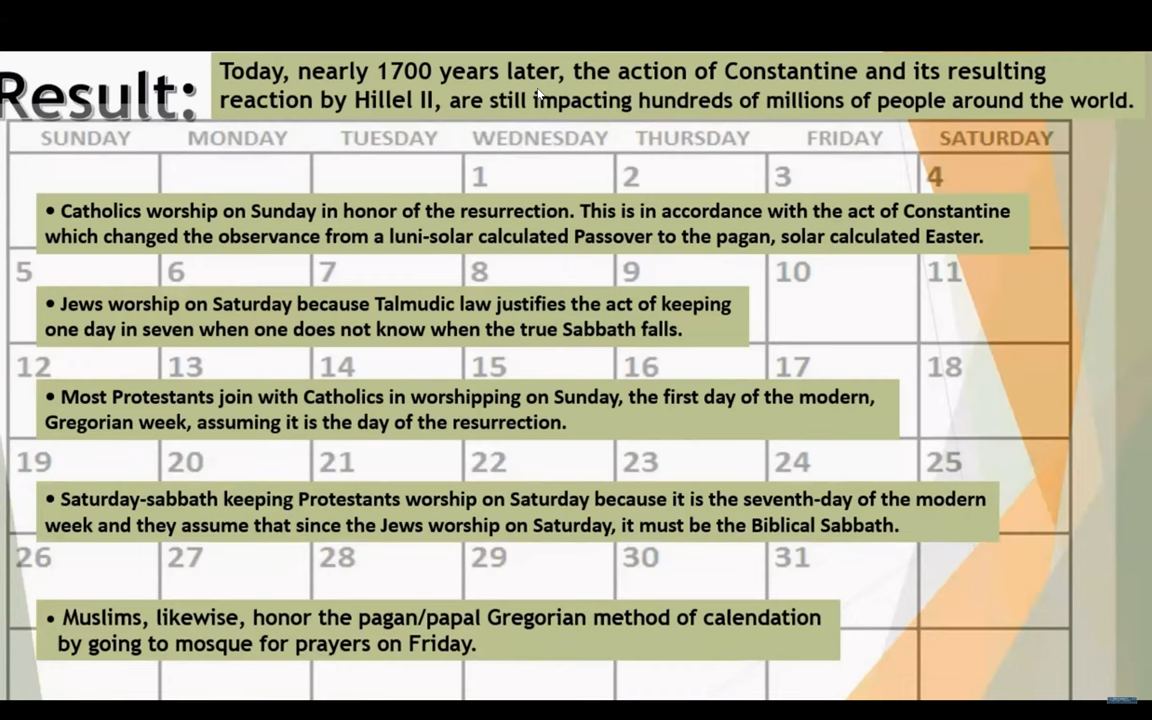 Result:
Today, nearly 1700 years later, the action of Constantine and its resulting
reaction by Hillel II, are still impacting hundreds of millions of people around the world.
SUNDAY MONDAY TUESDAY WEDNESDAY THURSDAY FRIDAY SATURDAY
1 2 3 4
• Catholics worship on Sunday in honor of the resurrection. This is in accordance with the act of Constantine
which changed the observance from a luni-solar calculated Passover to the pagan, solar calculated Easter.
5 6 7 8 9 10 11
• Jews worship on Saturday because Talmudic law justifies the act of keeping
one day in seven when one does not know when the true Sabbath falls.
12 13 14 15 16 17 18
• Most Protestants join with Catholics in worshipping on Sunday, the first day of the modern,
Gregorian week, assuming it is the day of the resurrection.
19 20 21 22 23 24 25
• Saturday-sabbath keeping Protestants worship on Saturday because it is the seventh-day of the modern
week and they assume that since the Jews worship on Saturday, it must be the Biblical Sabbath.
26 27 28 29 30 31
• Muslims, likewise, honor the pagan/papal Gregorian method of calendation
by going to mosque for prayers on Friday.